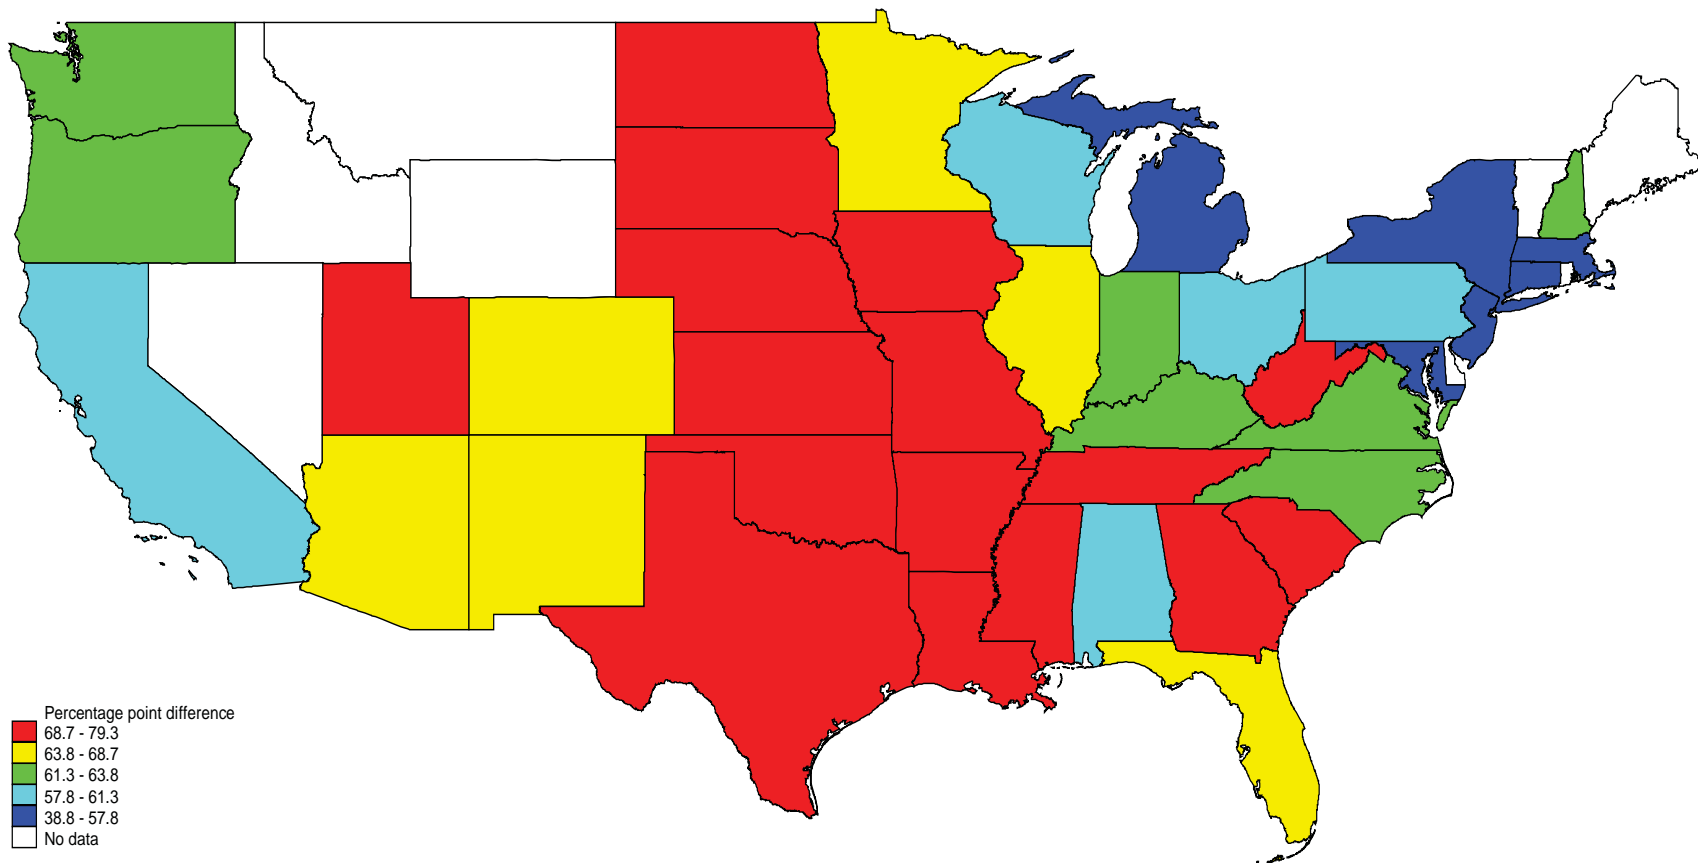 Percentage point difference
68.7 - 79.3
63.8 - 68.7
61.3 - 63.8
57.8 - 61.3
38.8 - 57.8
No data